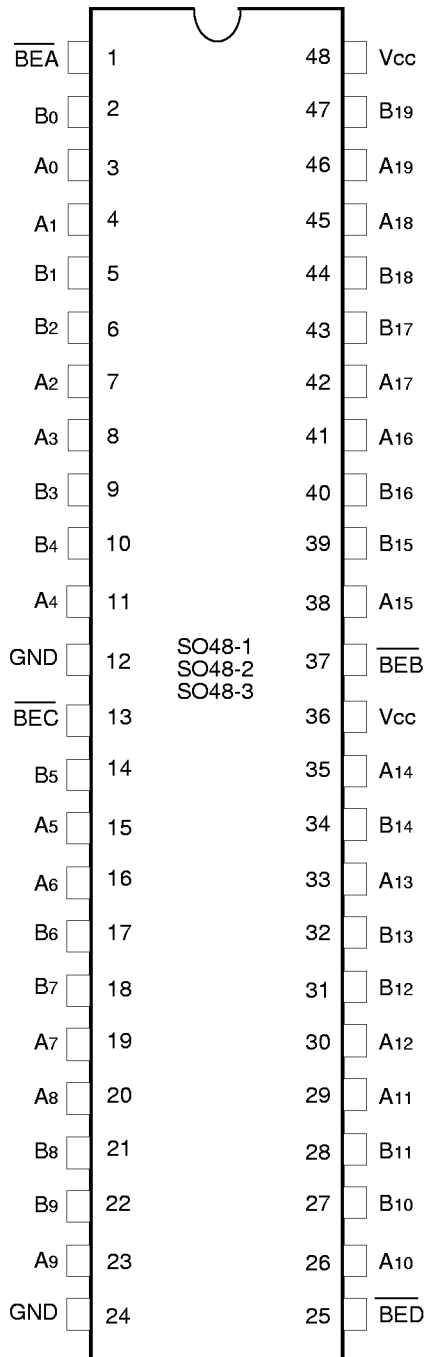 BEA 1 48 Vcc
B0 2 47 B19
A0 3 46 A19
A1 4 45 A18
B1 5 44 B18
B2 6 43 B17
A2 7 42 A17
A3 8 41 A16
B3 9 40 B16
B4 10 39 B15
A4 11 38 A15
GND 12 SO48-1 37 BEB
SO48-2
SO48-3
BEC 13 36 Vcc
B5 14 35 A14
A5 15 34 B14
A6 16 33 A13
B6 17 32 B13
B7 18 31 B12
A7 19 30 A12
A8 20 29 A11
B8 21 28 B11
B9 22 27 B10
A9 23 26 A10
GND 24 25 BED